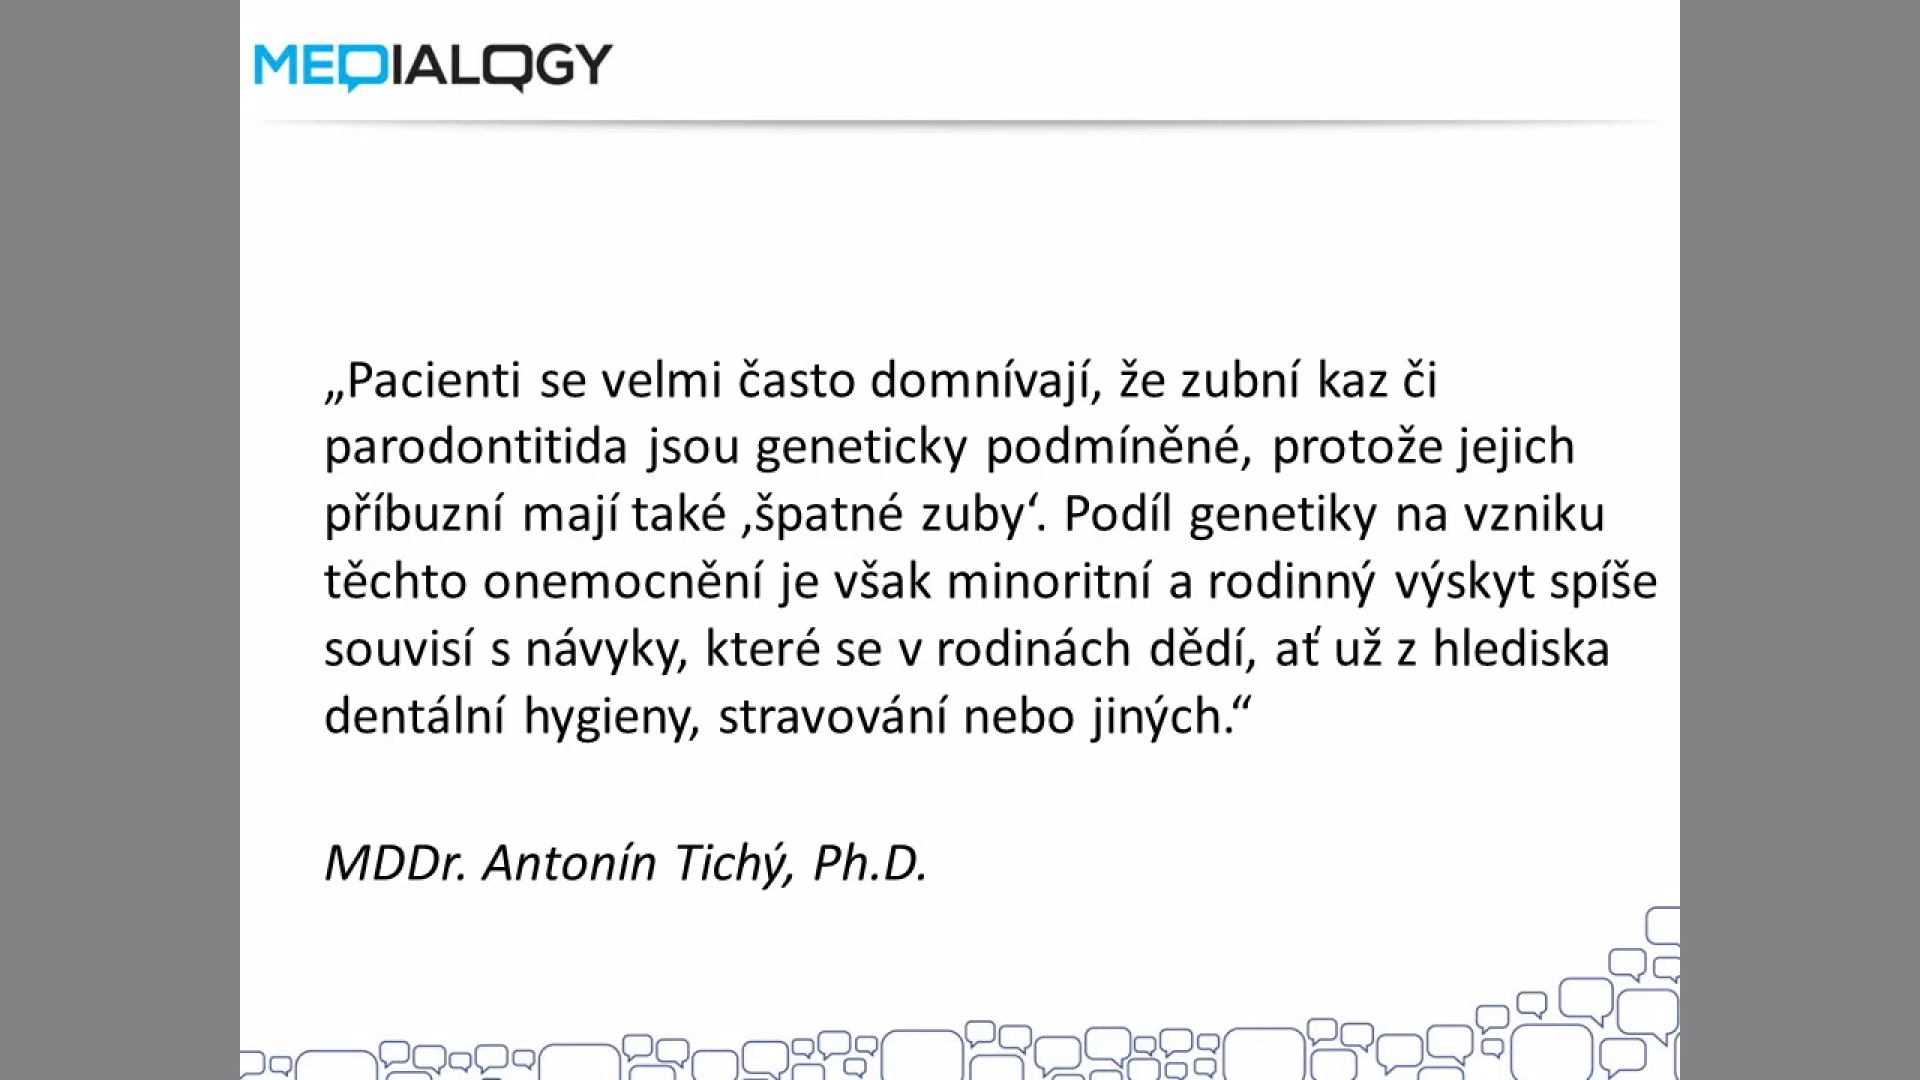 MEDIALOGY
„Pacienti se velmi často domnívají, že zubní kaz či
parodontitida jsou geneticky podmíněné, protože jejich
příbuzní mají také ‚špatné zuby‘. Podíl genetiky na vzniku
těchto onemocnění je však minoritní a rodinný výskyt spíše
souvisí s návyky, které se v rodinách dědí, ať už z hlediska
dentální hygieny, stravování nebo jiných.“
MDDr. Antonín Tichý, Ph.D.